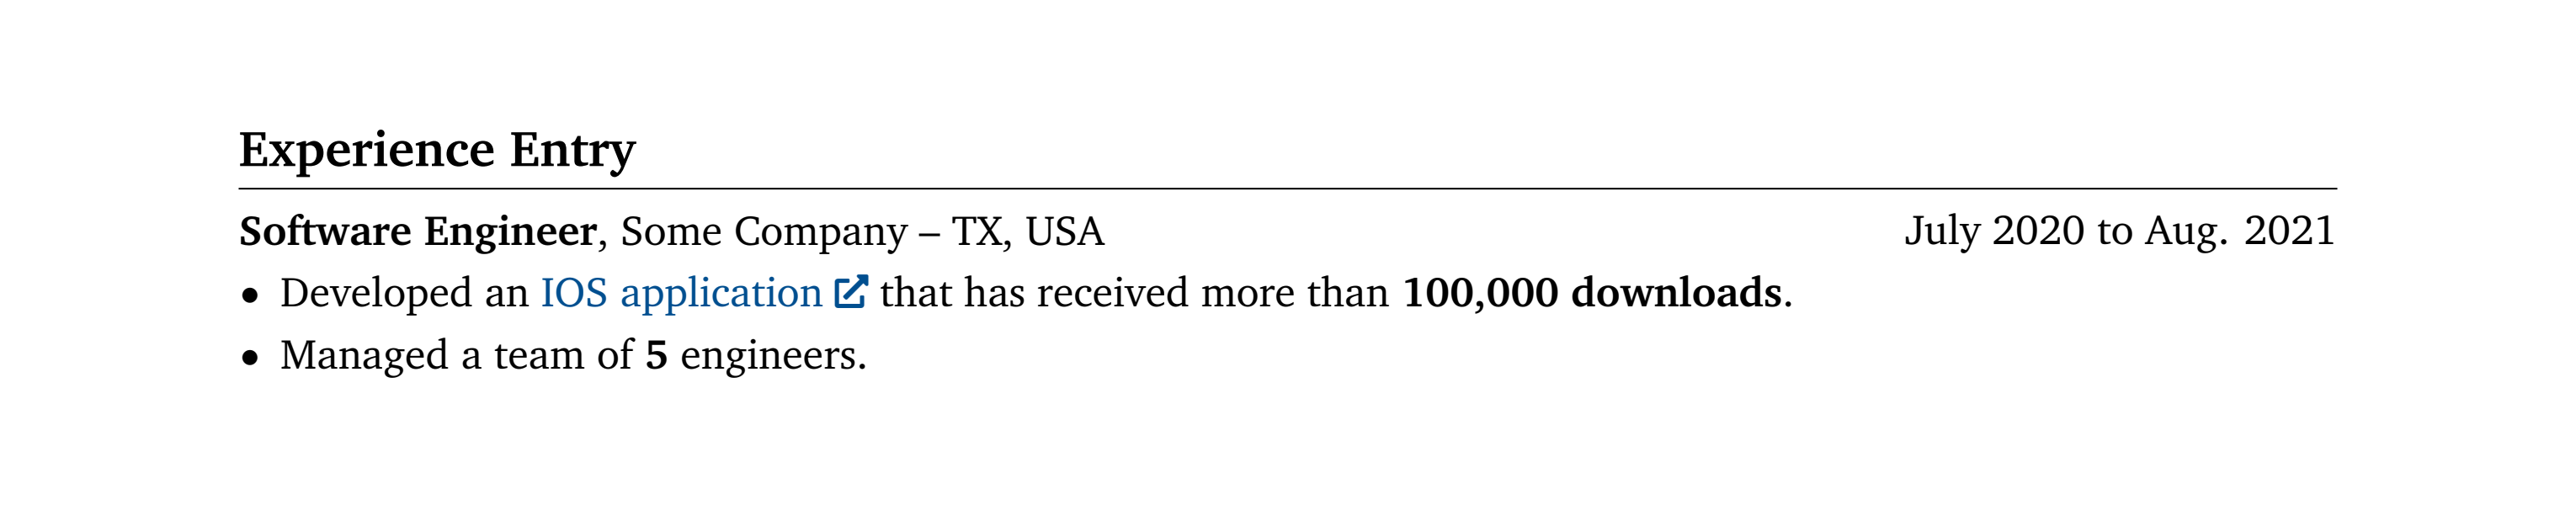 Experience Entry
Software Engineer, Some Company – TX, USA July 2020 to Aug. 2021
• Developed an IOS application that has received more than 100,000 downloads.
• Managed a team of 5 engineers.